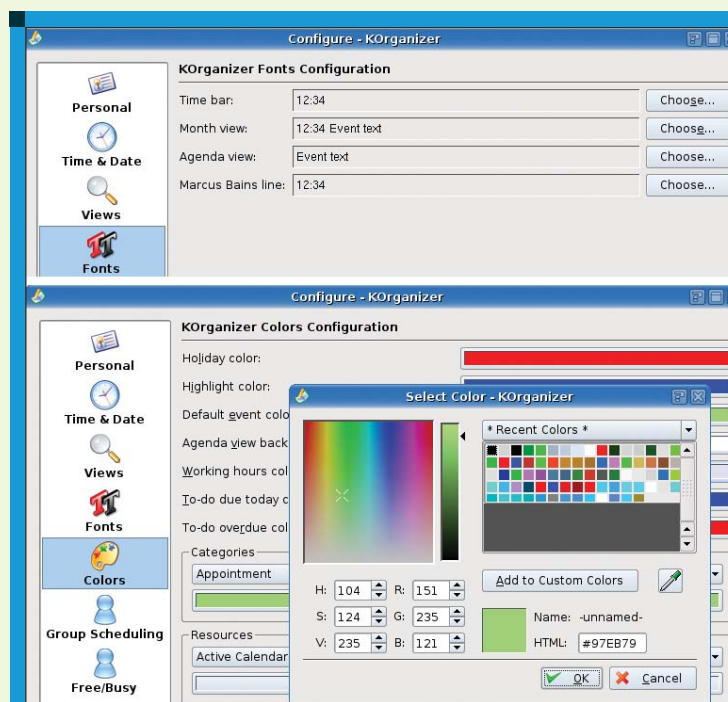 Configure - KOrganizer
KOrganizer Fonts Configuration
Personal
Time & Date
Views
Fonts
Time bar: 12:34 Choose...
Month view: 12:34 Event text Choose...
Agenda view: Event text Choose...
Marcus Bains line: 12:34 Choose...
Configure - KOrganizer
KOrganizer Colors Configuration
Personal
Time & Date
Views
Fonts
Colors
Group Scheduling
Free/Busy
Holiday color:
Highlight color:
Default event colo
Agenda view back
Working hours col
To-do due today c
To-do overdue col
Categories
Appointment
Resources
Active Calendar
Select Color - KOrganizer
* Recent Colors *
H: 104 R: 151
S: 124 G: 235
V: 235 B: 121
Add to Custom Colors
Name: -unnamed-
HTML: #97EB79
OK Cancel